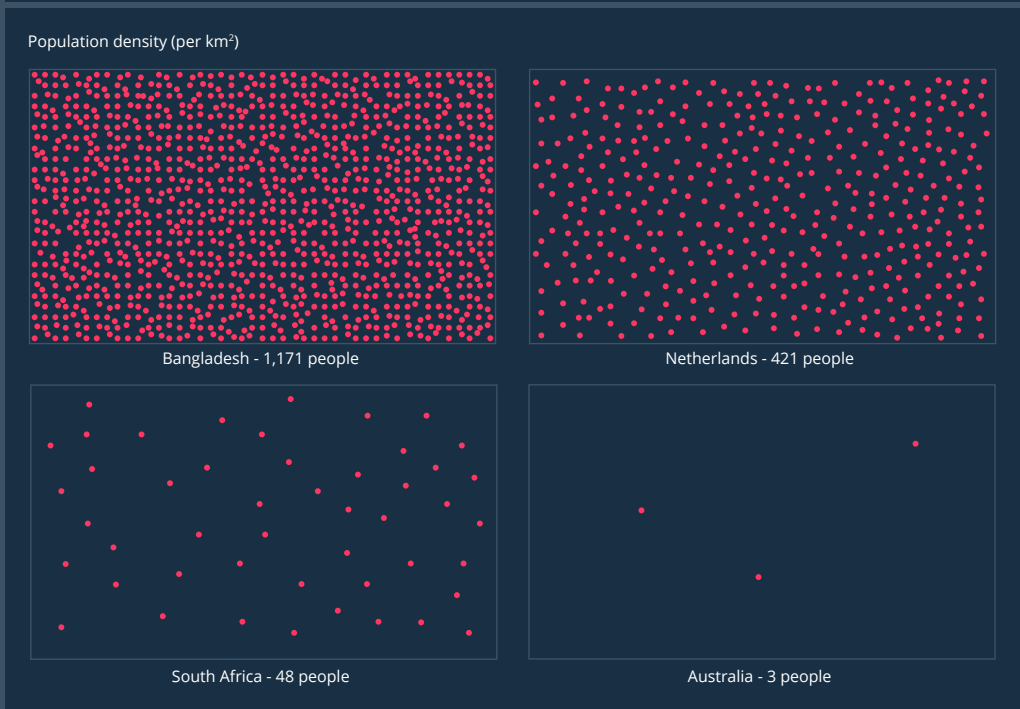 Population density (per km²)
Bangladesh - 1,171 people
Netherlands - 421 people
South Africa - 48 people
Australia - 3 people